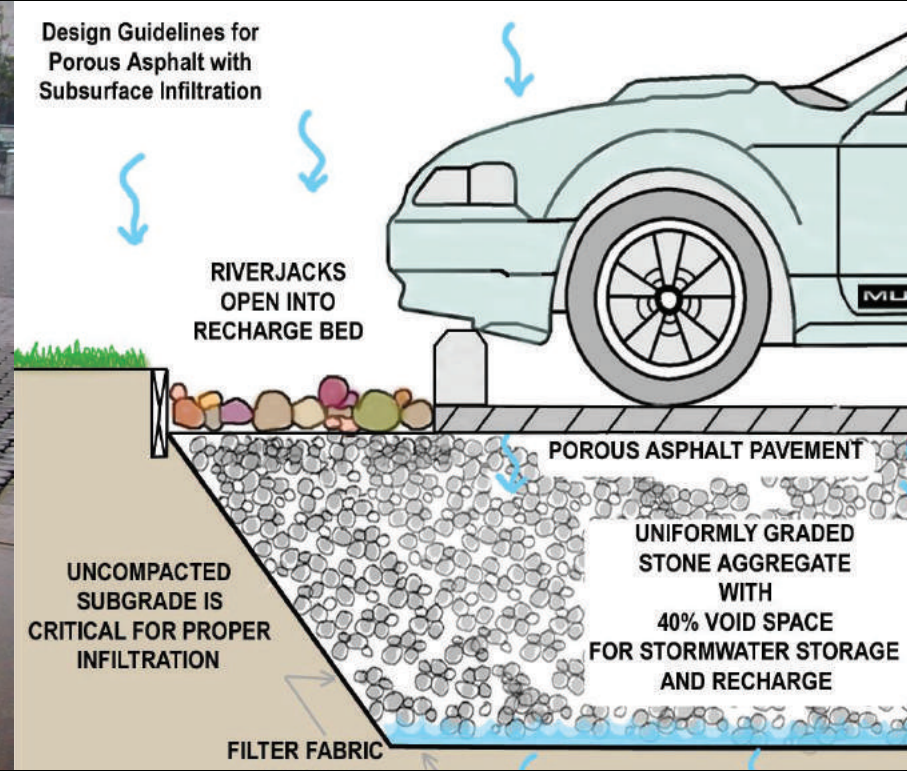 Design Guidelines for
Porous Asphalt with
Subsurface Infiltration
RIVERJACKS
OPEN INTO
RECHARGE BED
MU
POROUS ASPHALT PAVEMENT
UNIFORMLY GRADED
STONE AGGREGATE
WITH
40% VOID SPACE
FOR STORMWATER STORAGE
AND RECHARGE
UNCOMPACTED
SUBGRADE IS
CRITICAL FOR PROPER
INFILTRATION
FILTER FABRIC